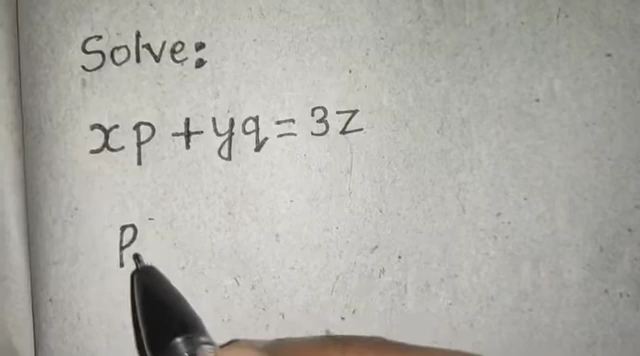 Solve:
xp + yq = 3z
P